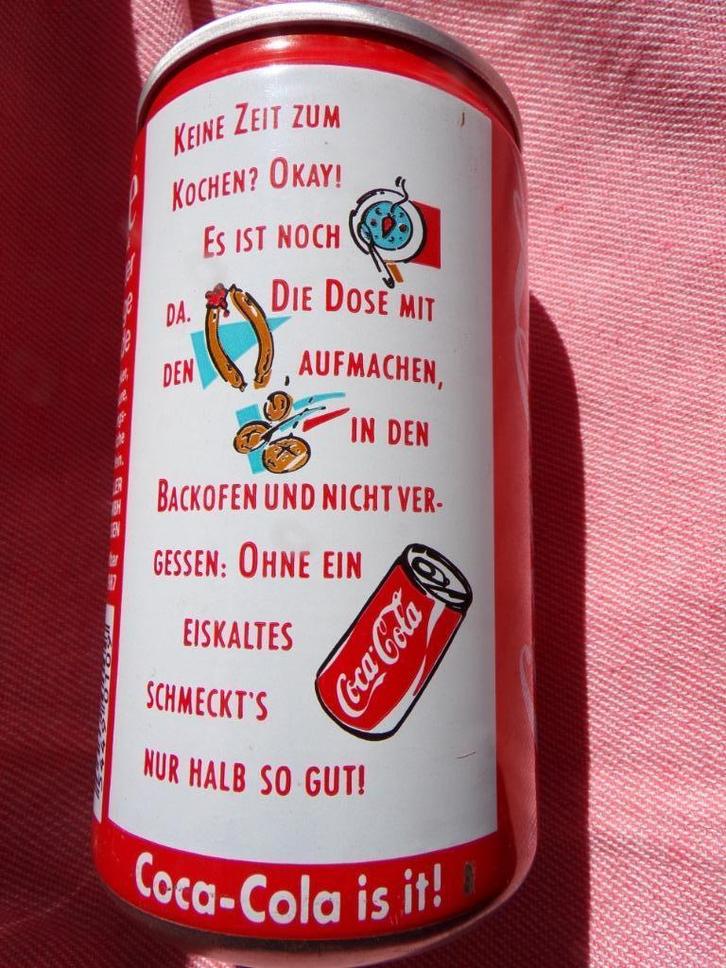 KEINE ZEIT ZUM
KOCHEN? OKAY!
ES IST NOCH
DA. DIE DOSE MIT
DEN AUFMACHEN,
IN DEN
BACKOFEN UND NICHT VER-
GESSEN: OHNE EIN
EISKALTES
Coca-Cola
SCHMECKT'S
NUR HALB SO GUT!
Coca-Cola is it!